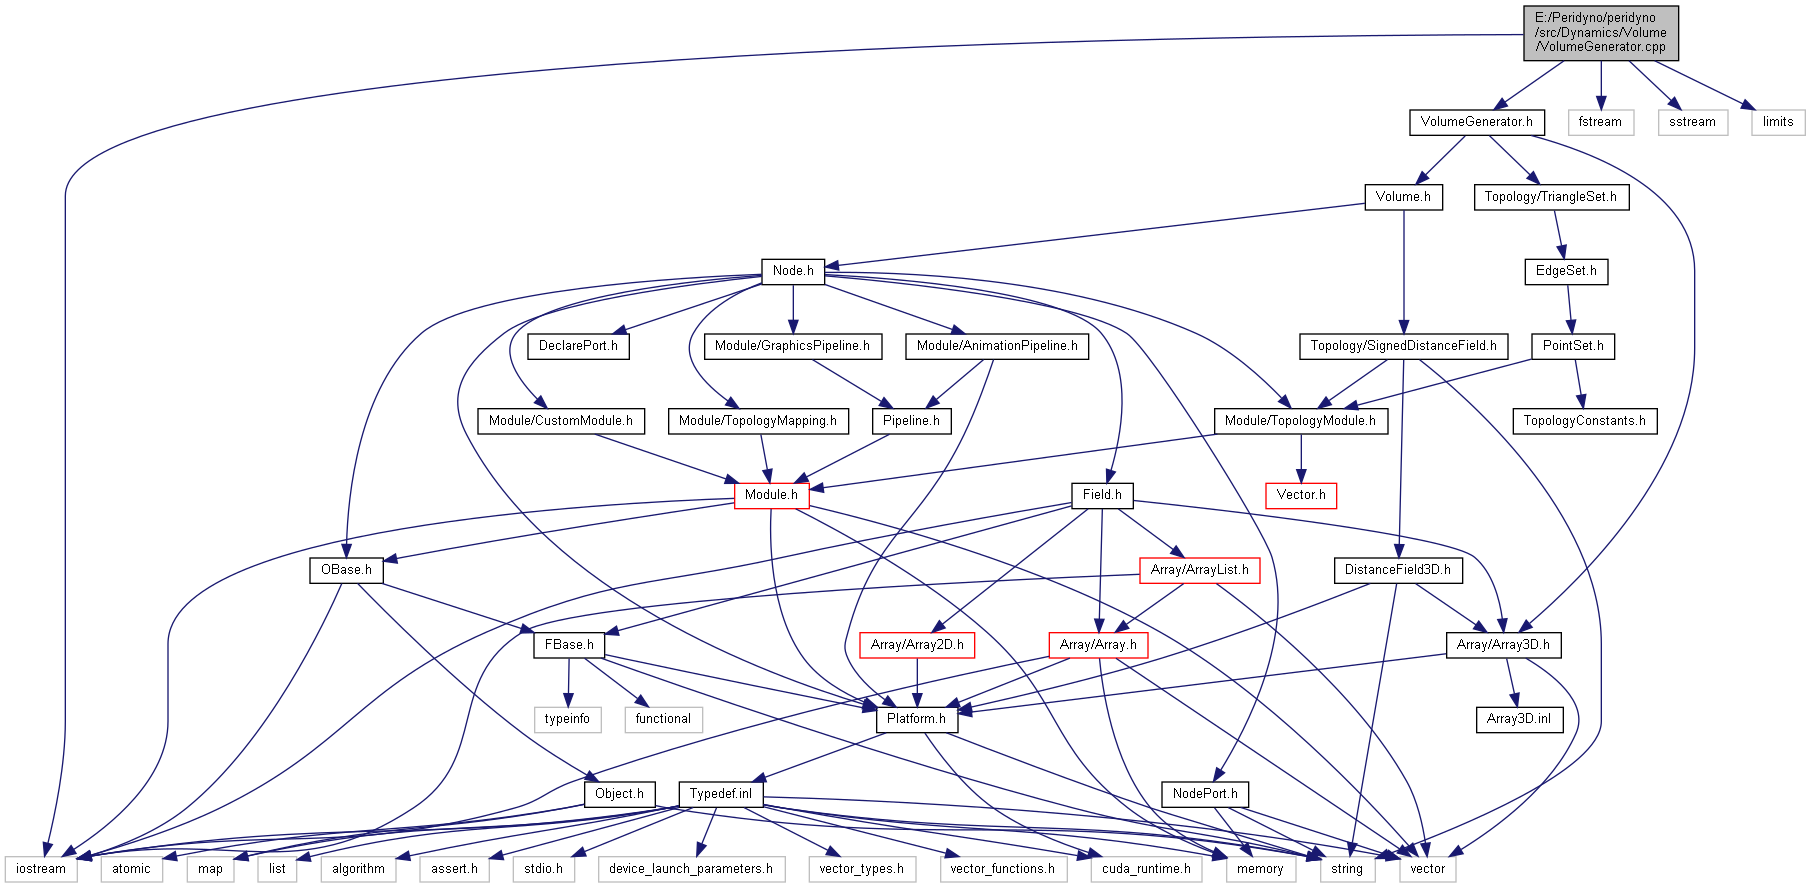 E:/Peridyno/peridyno
/src/Dynamics/Volume
/VolumeGenerator.cpp
VolumeGenerator.h
fstream
sstream
limits
Volume.h
Topology/TriangleSet.h
Node.h
EdgeSet.h
DeclarePort.h
Module/GraphicsPipeline.h
Module/AnimationPipeline.h
Topology/SignedDistanceField.h
PointSet.h
Module/CustomModule.h
Module/TopologyMapping.h
Pipeline.h
Module/TopologyModule.h
TopologyConstants.h
Module.h
Field.h
Vector.h
OBase.h
Array/ArrayList.h
DistanceField3D.h
FBase.h
Array/Array2D.h
Array/Array.h
Array/Array3D.h
typeinfo
functional
Platform.h
Array3D.inl
Object.h
Typedef.inl
NodePort.h
iostream
atomic
map
list
algorithm
assert.h
stdio.h
device_launch_parameters.h
vector_types.h
vector_functions.h
cuda_runtime.h
memory
string
vector